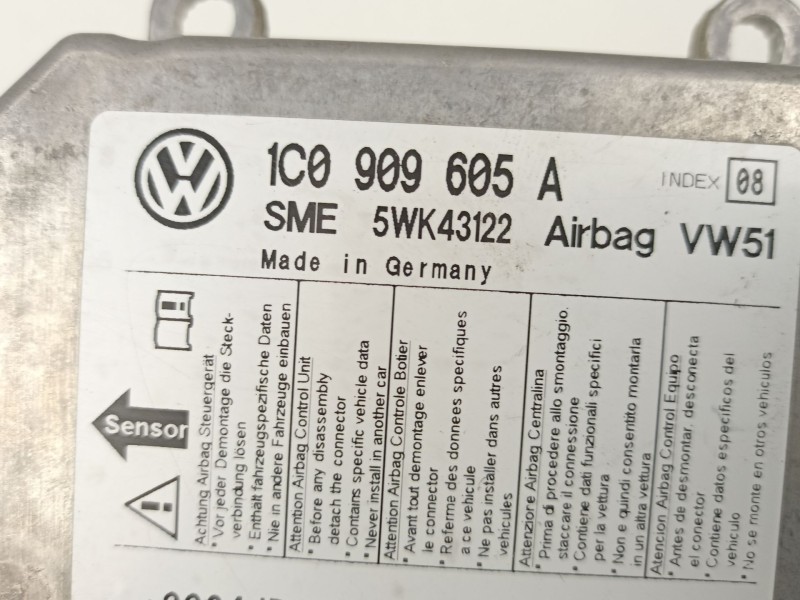 1C0 909 605 A INDEX 08
SME 5WK43122 Airbag VW51
Made in Germany
Sensor
Achtung Airbag Steuergerät
• Vor jeder Demontage die Steck-
verbindung lösen
• Enthält fahrzeugspezifische Daten
• Nie in andere Fahrzeuge einbauen
Attention Airbag Control Unit
• Before any disassembly
detach the connector
• Contains specific vehicle data
• Never install in another car
Attention Airbag Controle Botier
• Avant tout demontage enlever
le connector
• Referme des donnees specifiques
a ce vehicule
• Ne pas installer dans autres
vehicules
Attenzione Airbag Centralina
• Prima di procedere allo smontaggio.
staccare il connessione
• Contiene dati funzionali specifici
per la vettura
• Non e quindi consentito montarla
in un altra vettura
Atencion Airbag Control Equipo
• Antes de desmontar, desconecta
el conector
• Contiene datos especificos del
vehiculo
• No se monte en otros vehiculos